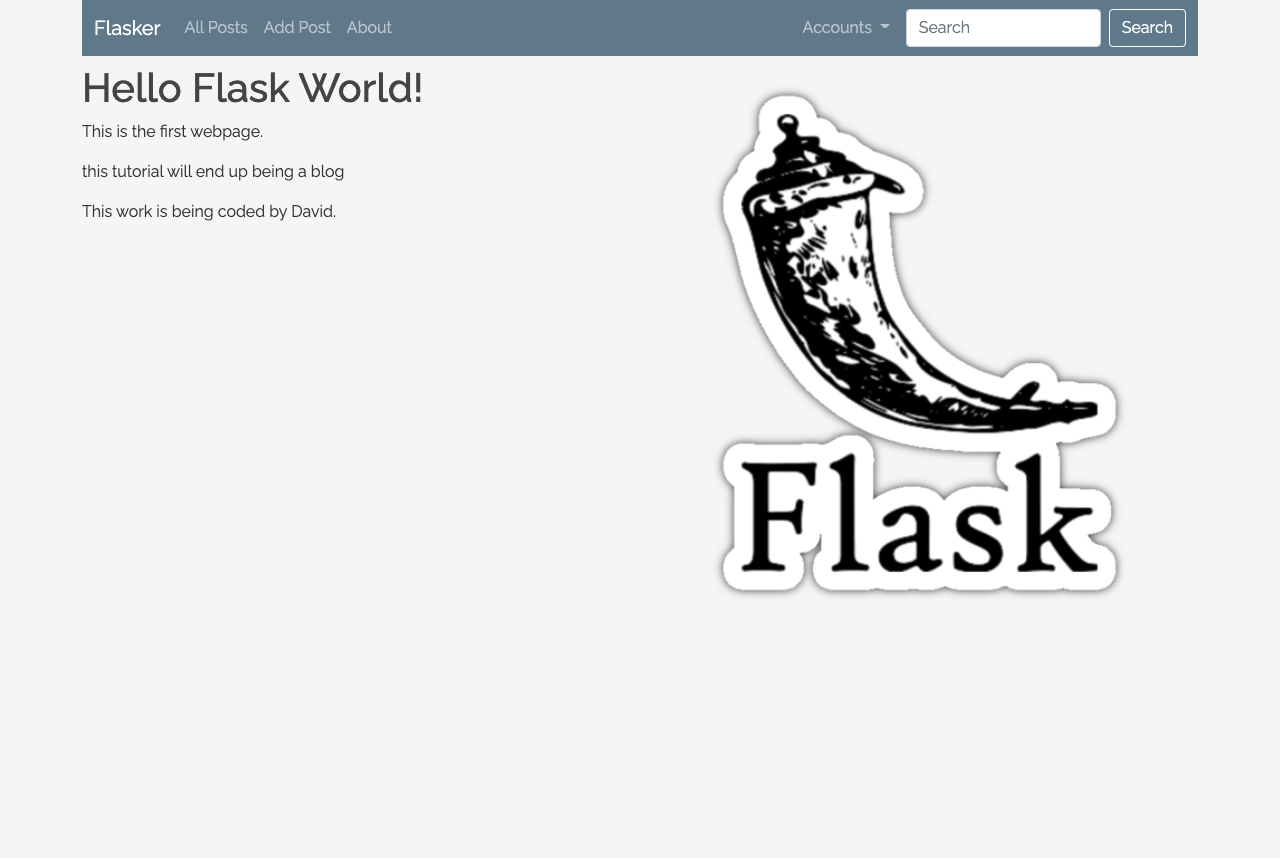 Flasker All Posts Add Post About Accounts Search Search
Hello Flask World!
This is the first webpage.
this tutorial will end up being a blog
This work is being coded by David.
Flask